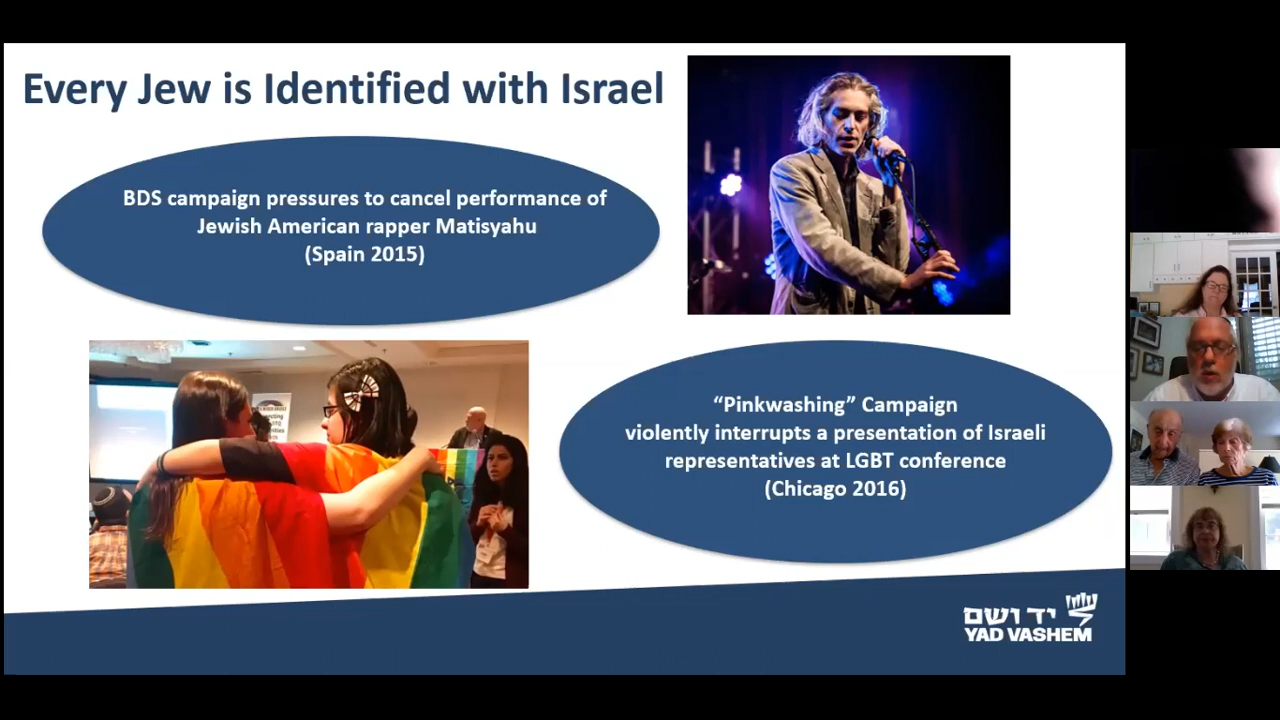 Every Jew is Identified with Israel
BDS campaign pressures to cancel performance of
Jewish American rapper Matisyahu
(Spain 2015)
“Pinkwashing” Campaign
violently interrupts a presentation of Israeli
representatives at LGBT conference
(Chicago 2016)
יד ושם
YAD VASHEM